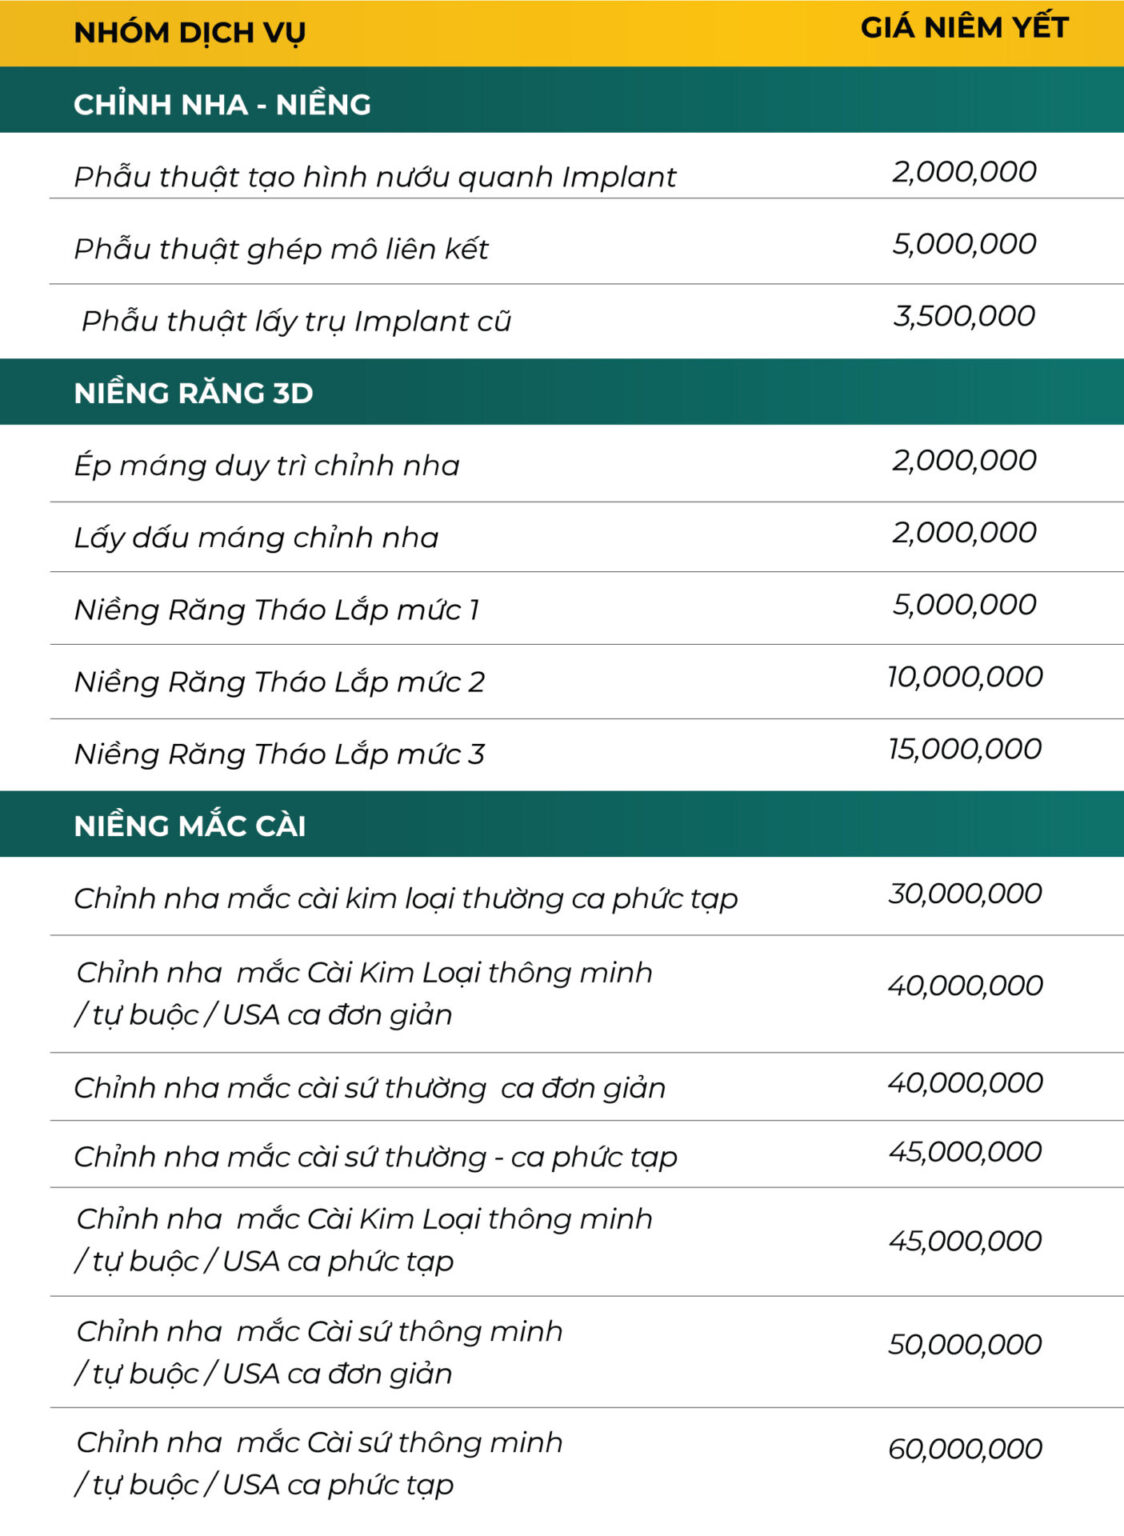 NHÓM DỊCH VỤ GIÁ NIÊM YẾT
CHỈNH NHA - NIỀNG
Phẫu thuật tạo hình nướu quanh Implant 2,000,000
Phẫu thuật ghép mô liên kết 5,000,000
Phẫu thuật lấy trụ Implant cũ 3,500,000
NIỀNG RĂNG 3D
Ép máng duy trì chỉnh nha 2,000,000
Lấy dấu máng chỉnh nha 2,000,000
Niềng Răng Tháo Lắp mức 1 5,000,000
Niềng Răng Tháo Lắp mức 2 10,000,000
Niềng Răng Tháo Lắp mức 3 15,000,000
NIỀNG MẮC CÀI
Chỉnh nha mắc cài kim loại thường ca phức tạp 30,000,000
Chỉnh nha mắc Cài Kim Loại thông minh
/ tự buộc / USA ca đơn giản 40,000,000
Chỉnh nha mắc cài sứ thường ca đơn giản 40,000,000
Chỉnh nha mắc cài sứ thường - ca phức tạp 45,000,000
Chỉnh nha mắc Cài Kim Loại thông minh
/ tự buộc / USA ca phức tạp 45,000,000
Chỉnh nha mắc Cài sứ thông minh
/ tự buộc / USA ca đơn giản 50,000,000
Chỉnh nha mắc Cài sứ thông minh
/ tự buộc / USA ca phức tạp 60,000,000